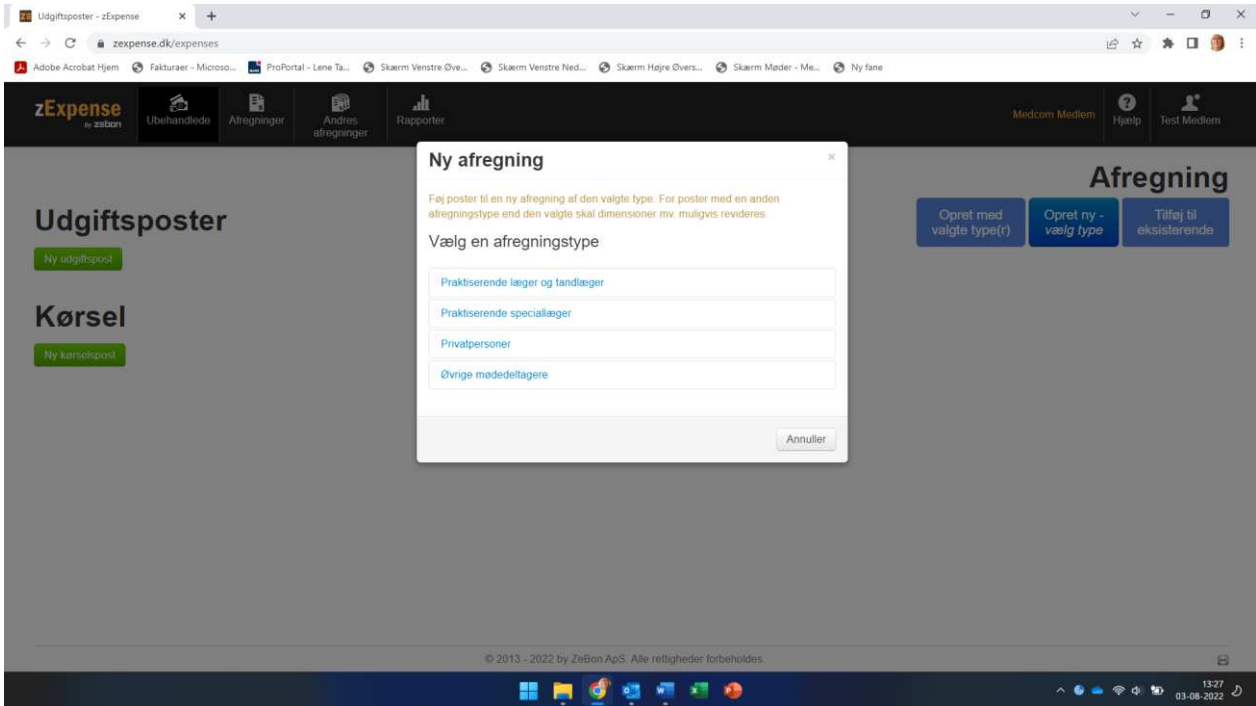 Udgiftsposter - zExpense
zexpense.dk/expenses
Adobe Acrobat Hjem
Fakturaer - Microso...
ProPortal - Lene Ta...
Skærm Venstre Øve...
Skærm Venstre Ned...
Skærm Højre Øvers...
Skærm Møder - Me...
Ny fane
zExpense
by zebon
Ubehandlede
Afregninger
Andres
afregninger
Rapporter
Medcom Medlem
Hjælp
Test Medlem
Ny afregning
Føj poster til en ny afregning af den valgte type. For poster med en anden
afregningstype end den valgte skal dimensioner mv. muligvis revideres.
Vælg en afregningstype
Praktiserende læger og tandlæger
Praktiserende speciallæger
Privatpersoner
Øvrige mødedeltagere
Annuller
Udgiftsposter
Ny udgiftspost
Kørsel
Ny kørselspost
Afregning
Opret med
valgte type(r)
Opret ny -
vælg type
Tilføj til
eksisterende
© 2013 - 2022 by ZeBon ApS. Alle rettigheder forbeholdes.
13:27
03-08-2022